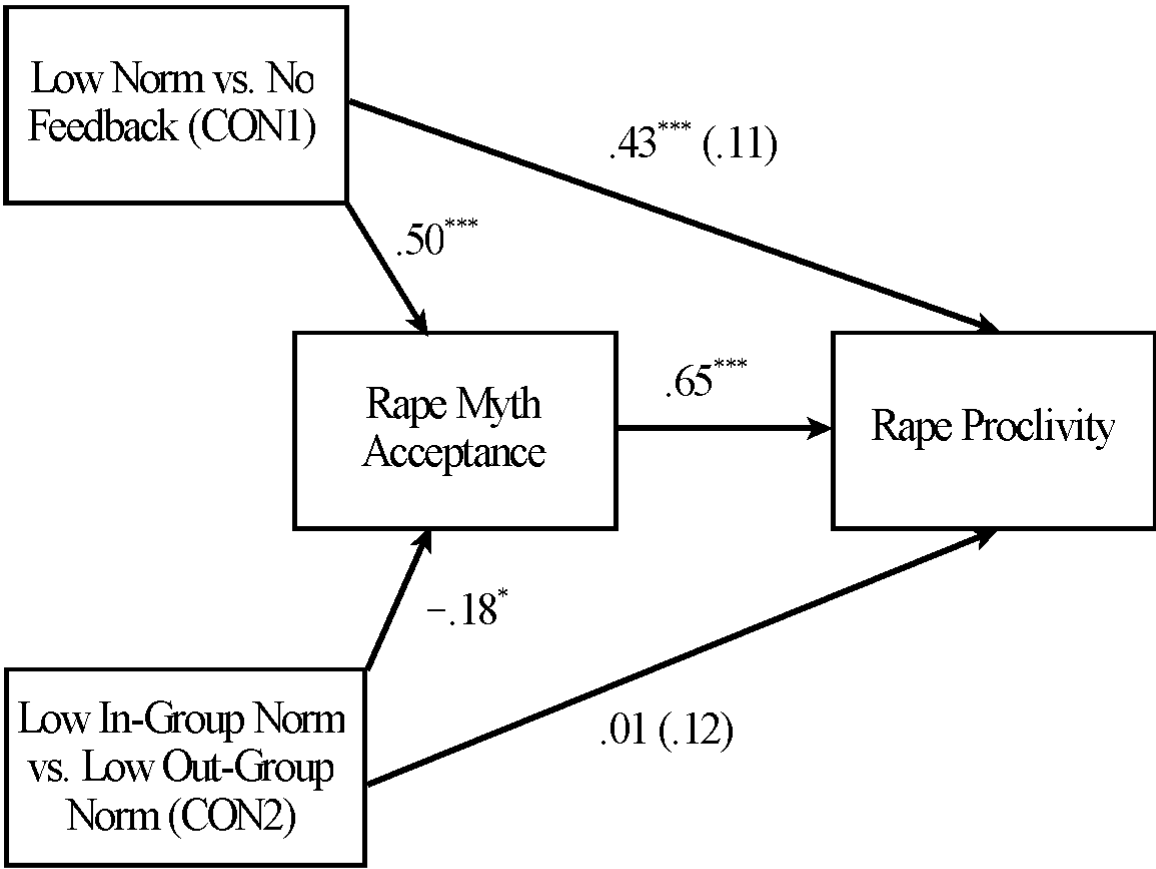 Low Norm vs. No
Feedback (CON1)
.43*** (.11)
.50***
Rape Myth
Acceptance
.65***
Rape Proclivity
–.18*
Low In-Group Norm
vs. Low Out-Group
Norm (CON2)
.01 (.12)